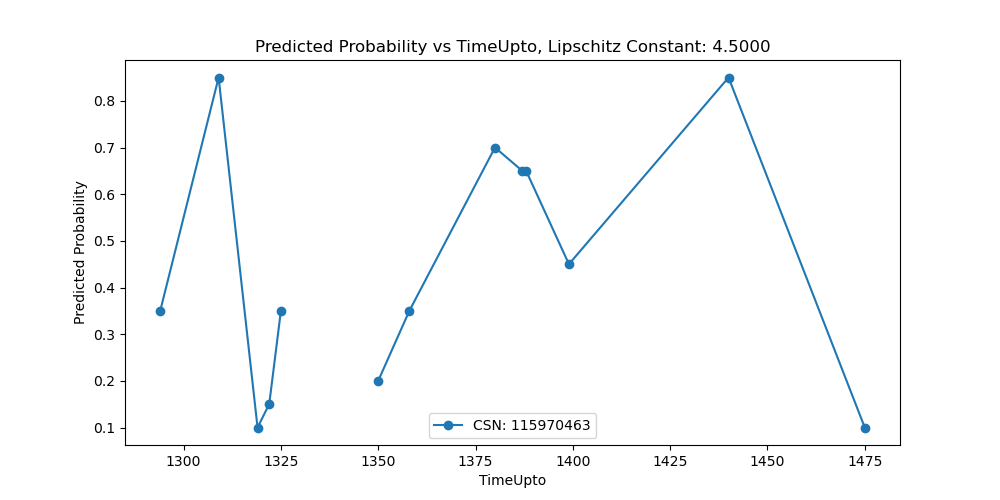 Predicted Probability vs TimeUpto, Lipschitz Constant: 4.5000
Predicted Probability
0.8
0.7
0.6
0.5
0.4
0.3
0.2
0.1
CSN: 115970463
1300 1325 1350 1375 1400 1425 1450 1475
TimeUpto